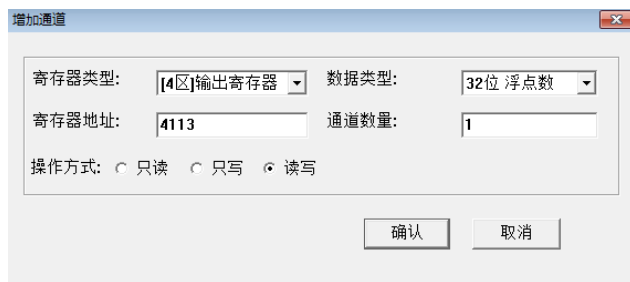 增加通道
寄存器类型: [4区]输出寄存器 数据类型: 32位 浮点数
寄存器地址: 4113 通道数量: 1
操作方式: 只读 只写 读写
确认 取消